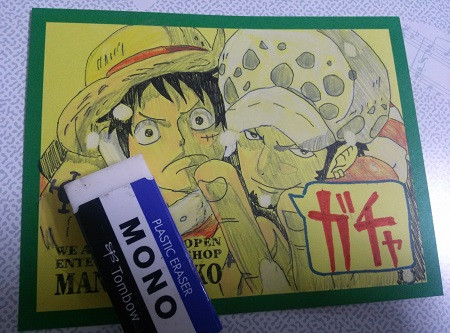 ガチャ
WE A
OPEN
ENTE
HOP
MAN
KO
PLASTIC ERASER
MONO
Tombow